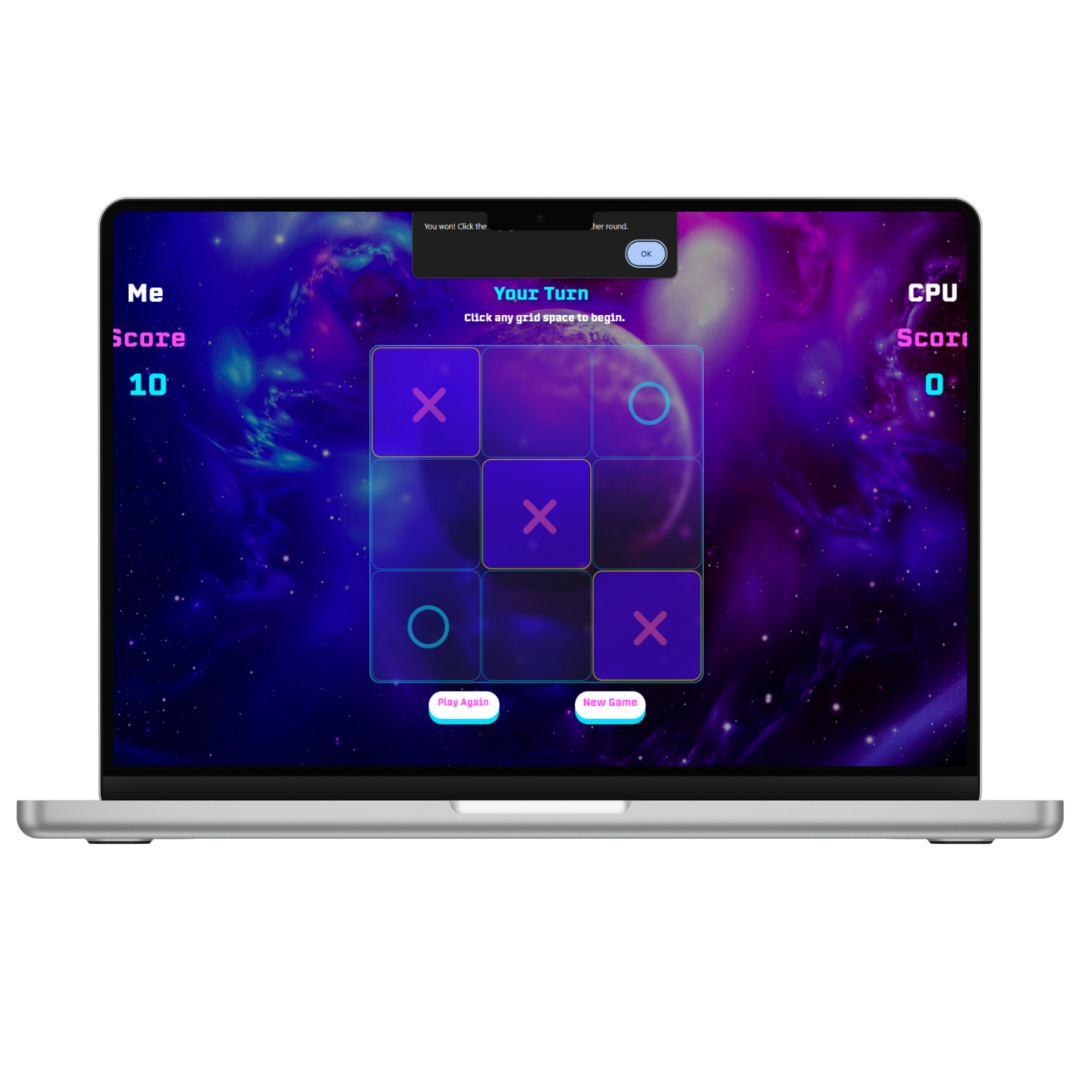 You won! Click the
her round.
OK
Me
Your Turn
CPU
Click any grid space to begin.
Score
Score
10
0
X
O
X
O
X
Play Again
New Game